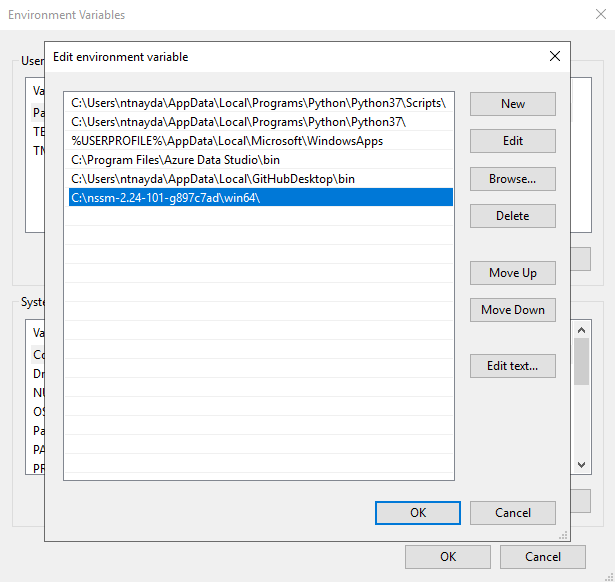 Environment Variables
Edit environment variable
User
Va
Pa
TE
TM
C:\Users\ntnayda\AppData\Local\Programs\Python\Python37\Scripts\
C:\Users\ntnayda\AppData\Local\Programs\Python\Python37\
%USERPROFILE%\AppData\Local\Microsoft\WindowsApps
C:\Program Files\Azure Data Studio\bin
C:\Users\ntnayda\AppData\Local\GitHubDesktop\bin
C:\nssm-2.24-101-g897c7ad\win64\
New
Edit
Browse...
Delete
Move Up
Move Down
Edit text...
Syste
Va
Co
Dr
NU
OS
Pa
PA
PR
OK
Cancel
OK
Cancel